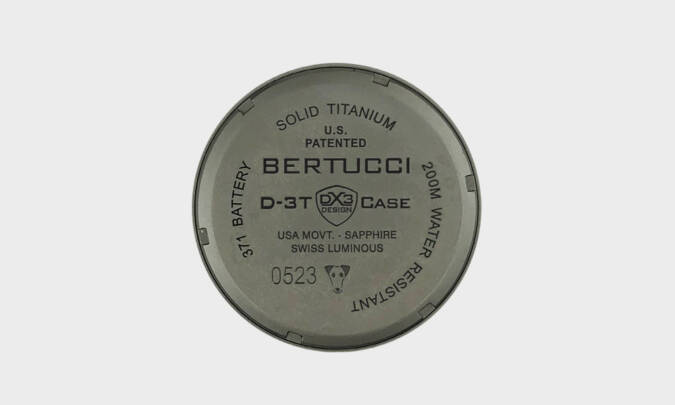 SOLID TITANIUM
U.S.
PATENTED
BERTUCCI
371 BATTERY
200M WATER RESISTANT
D-3T DX3 DESIGN CASE
USA MOVT. - SAPPHIRE
SWISS LUMINOUS
0523